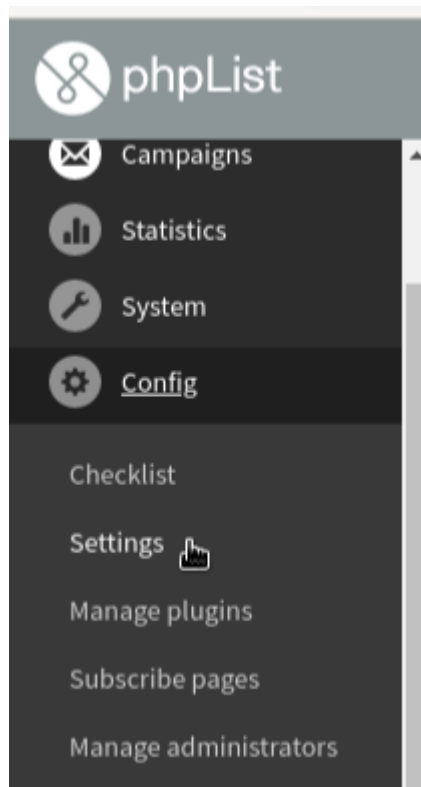 phpList
Campaigns
Statistics
System
Config
Checklist
Settings
Manage plugins
Subscribe pages
Manage administrators